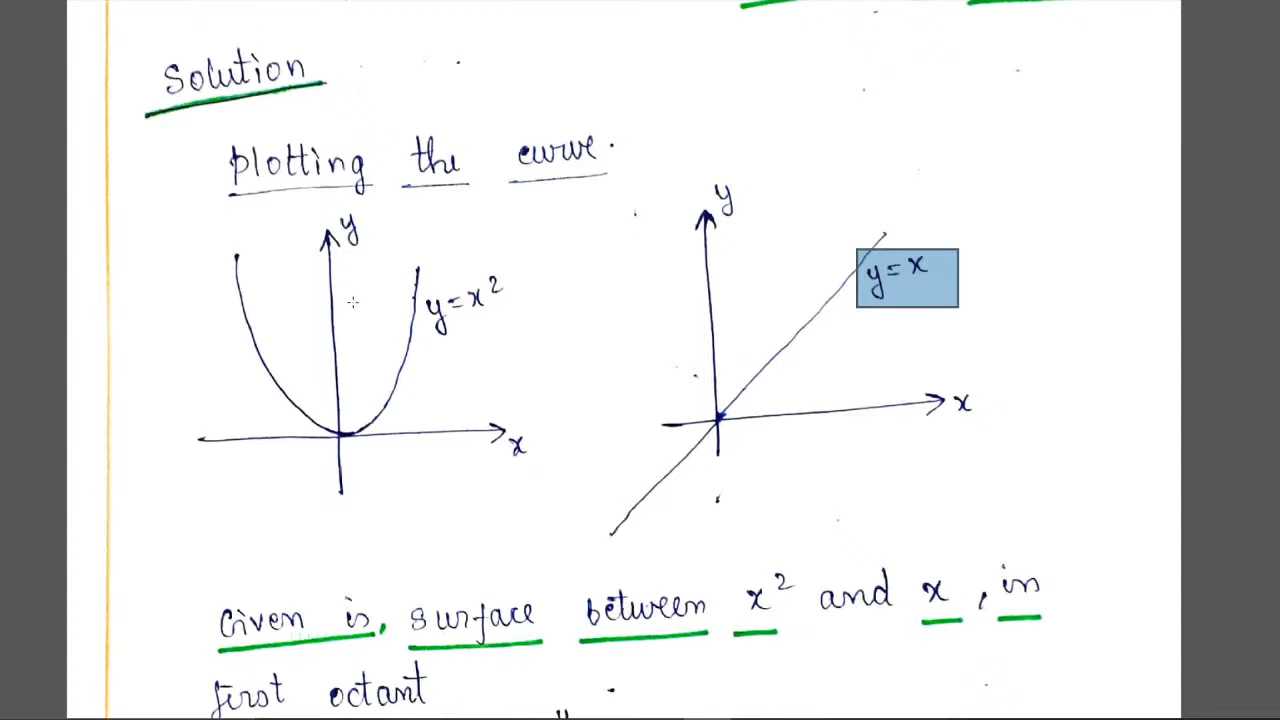 Solution
plotting the curve.
y
y
y = x
y = x²
x
x
Given is, surface between x² and x, in
first octant